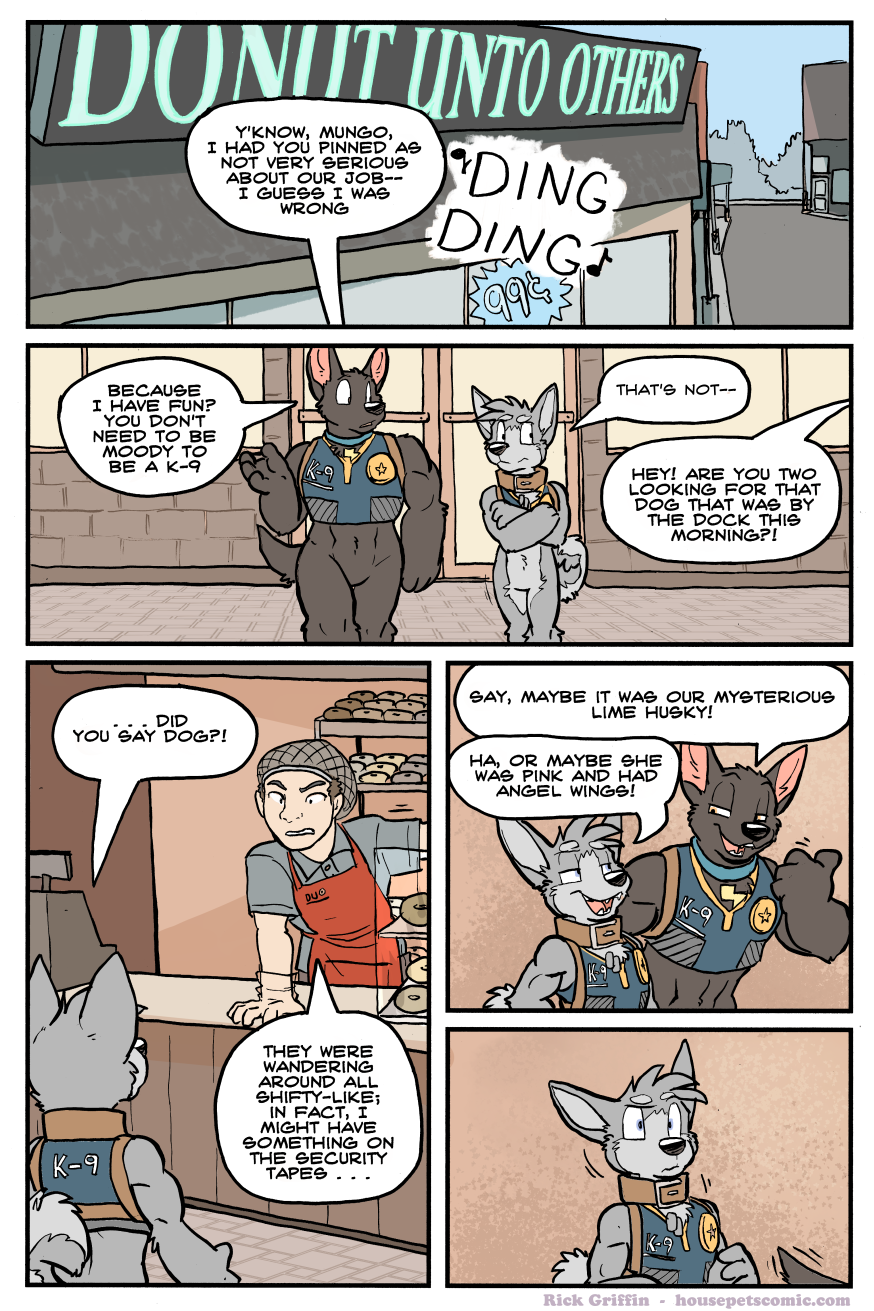 DONUT UNTO OTHERS
Y'KNOW, MUNGO,
I HAD YOU PINNED AS
NOT VERY SERIOUS
ABOUT OUR JOB--
I GUESS I WAS
WRONG
♪DING
DING♪
99¢
BECAUSE
I HAVE FUN?
YOU DON'T
NEED TO BE
MOODY TO
BE A K-9
THAT'S NOT--
HEY! ARE YOU TWO
LOOKING FOR THAT
DOG THAT WAS BY
THE DOCK THIS
MORNING?!
K-9
. . . DID
YOU SAY DOG?!
DUO
THEY WERE
WANDERING
AROUND ALL
SHIFTY-LIKE;
IN FACT, I
MIGHT HAVE
SOMETHING ON
THE SECURITY
TAPES . . .
K-9
SAY, MAYBE IT WAS OUR MYSTERIOUS
LIME HUSKY!
HA, OR MAYBE SHE
WAS PINK AND HAD
ANGEL WINGS!
K-9
K-9
K-9
Rick Griffin - housepetscomic.com